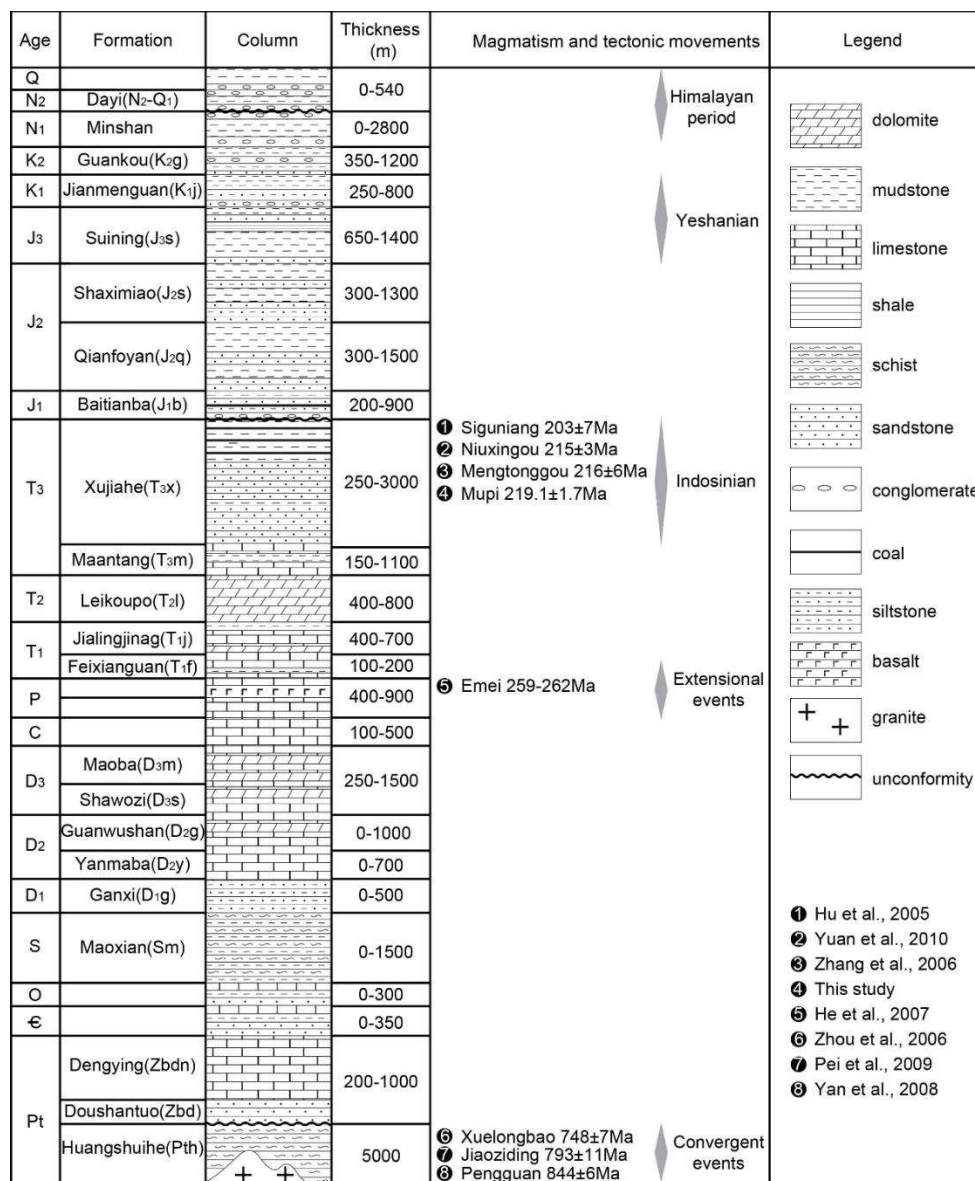 Age Formation Column Thickness (m) Magmatism and tectonic movements Legend
Q
0-540
N2 Dayi(N2-Q1)
Himalayan period
N1 Minshan 0-2800
K2 Guankou(K2g) 350-1200
K1 Jianmenguan(K1j) 250-800
Yeshanian
J3 Suining(J3s) 650-1400
J2
Shaximiao(J2s) 300-1300
Qianfoyan(J2q) 300-1500
J1 Baitianba(J1b) 200-900
T3
Xujiahe(T3x) 250-3000
❶ Siguniang 203±7Ma
❷ Niuxingou 215±3Ma
❸ Mengtonggou 216±6Ma
❹ Mupi 219.1±1.7Ma
Indosinian
Maantang(T3m) 150-1100
T2 Leikoupo(T2l) 400-800
T1
Jialingjinag(T1j) 400-700
Feixianguan(T1f) 100-200
P 400-900
❺ Emei 259-262Ma
Extensional events
C 100-500
D3
Maoba(D3m)
250-1500
Shawozi(D3s)
D2
Guanwushan(D2g) 0-1000
Yanmaba(D2y) 0-700
D1 Ganxi(D1g) 0-500
S Maoxian(Sm) 0-1500
O 0-300
Є 0-350
Pt
Dengying(Zbdn)
200-1000
Doushantuo(Zbd)
Huangshuihe(Pth) 5000
❻ Xuelongbao 748±7Ma
❼ Jiaoziding 793±11Ma
❽ Pengguan 844±6Ma
Convergent events
dolomite
mudstone
limestone
shale
schist
sandstone
conglomerate
coal
siltstone
basalt
granite
unconformity
❶ Hu et al., 2005
❷ Yuan et al., 2010
❸ Zhang et al., 2006
❹ This study
❺ He et al., 2007
❻ Zhou et al., 2006
❼ Pei et al., 2009
❽ Yan et al., 2008